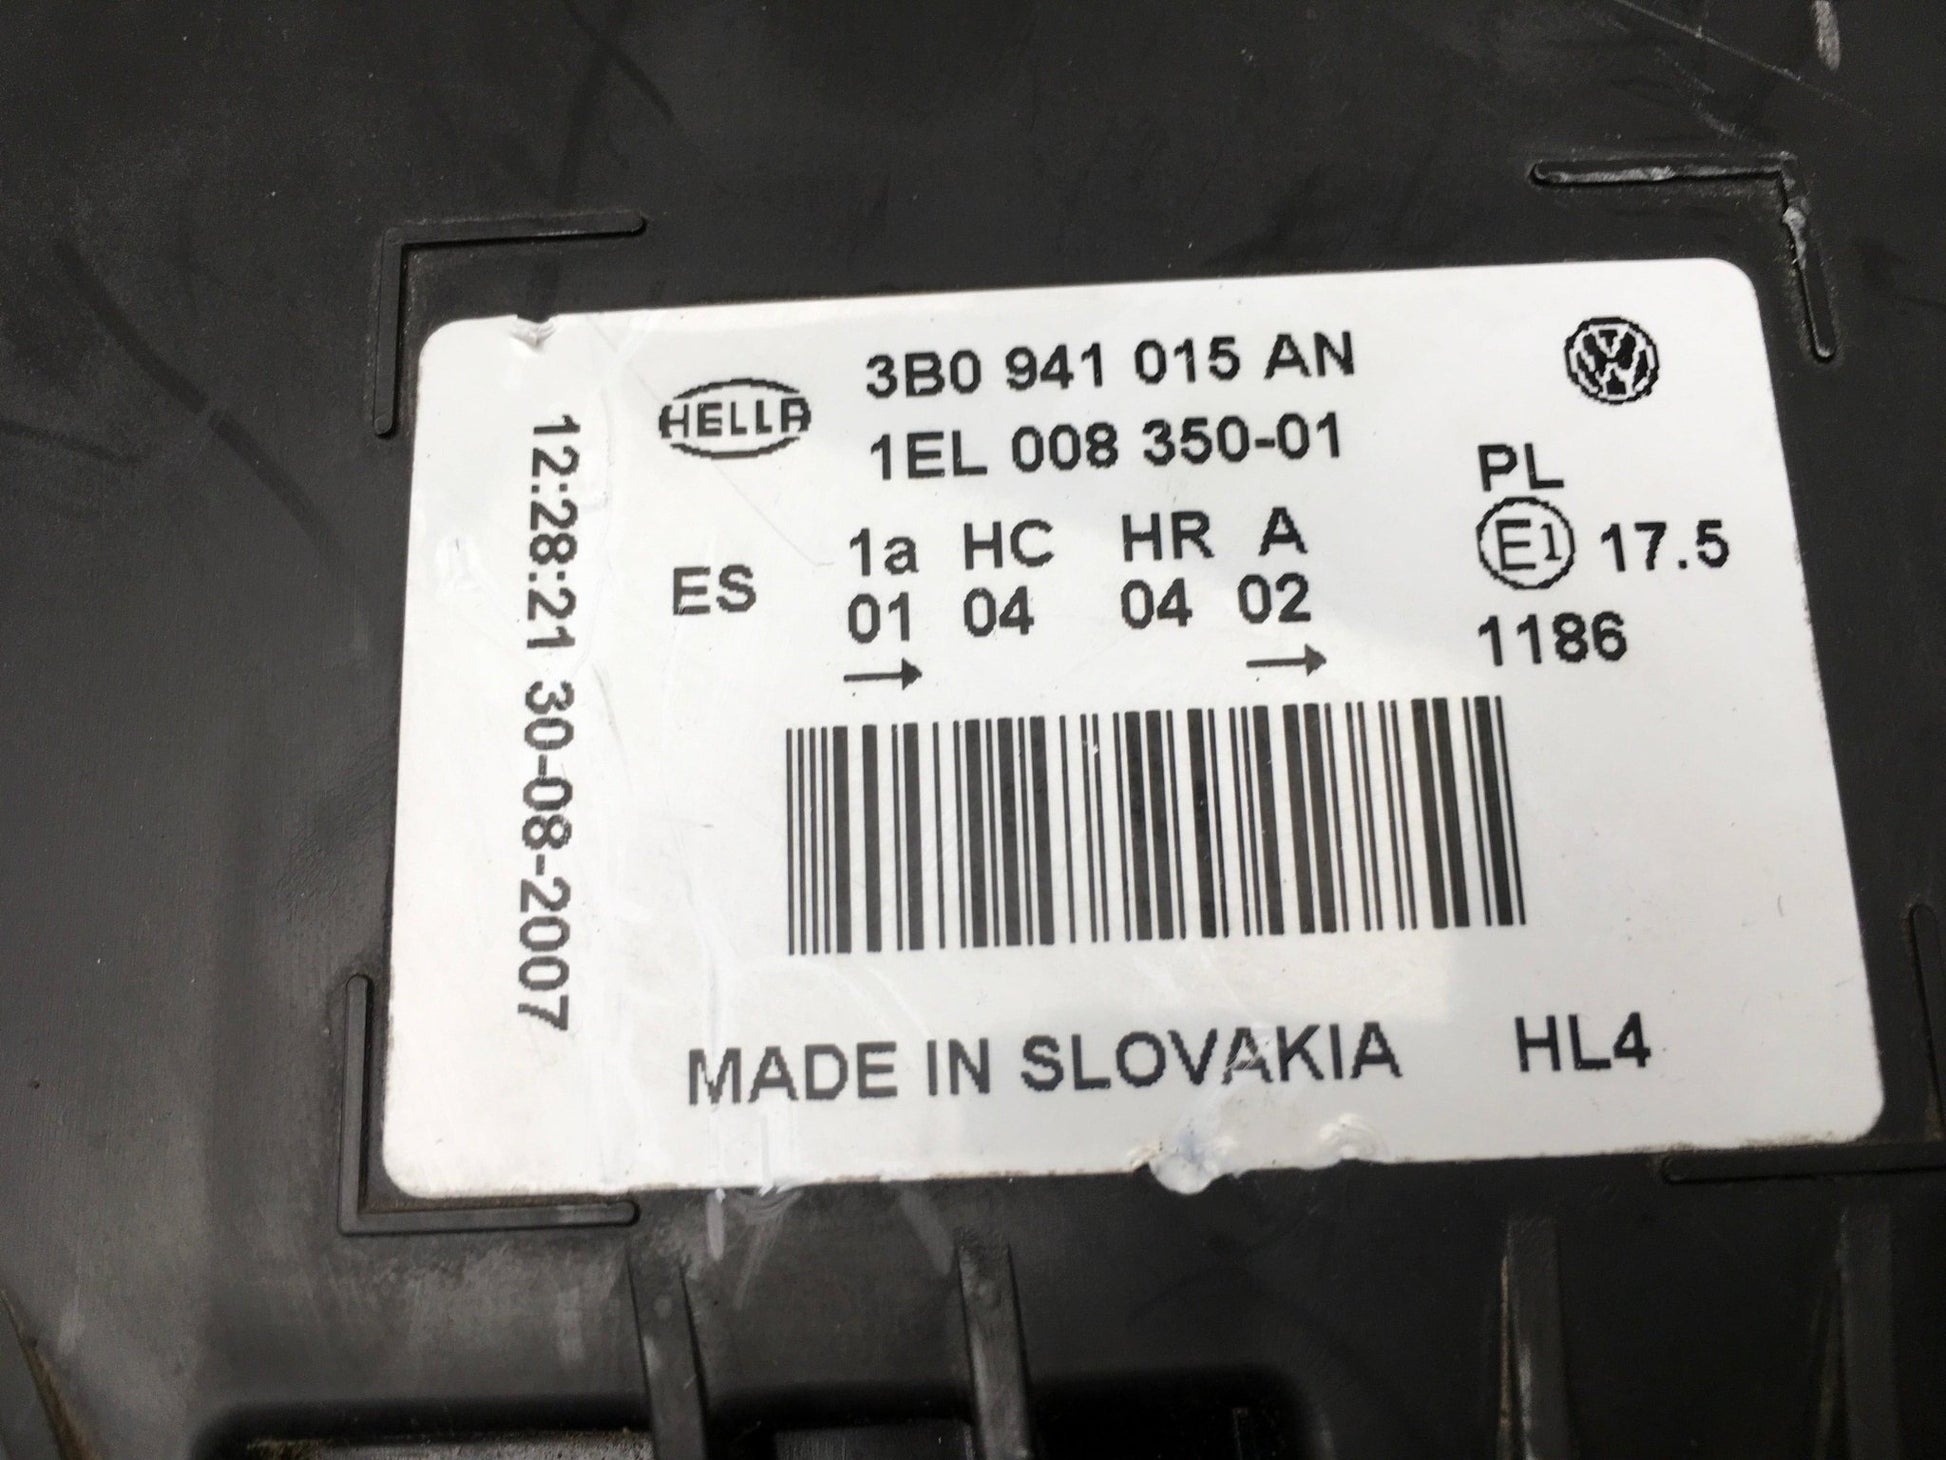 HELLA
3B0 941 015 AN
1EL 008 350-01
ES
1a HC HR A
01 04 04 02
PL
E1 17.5
1186
12:28:21 30-08-2007
MADE IN SLOVAKIA
HL4